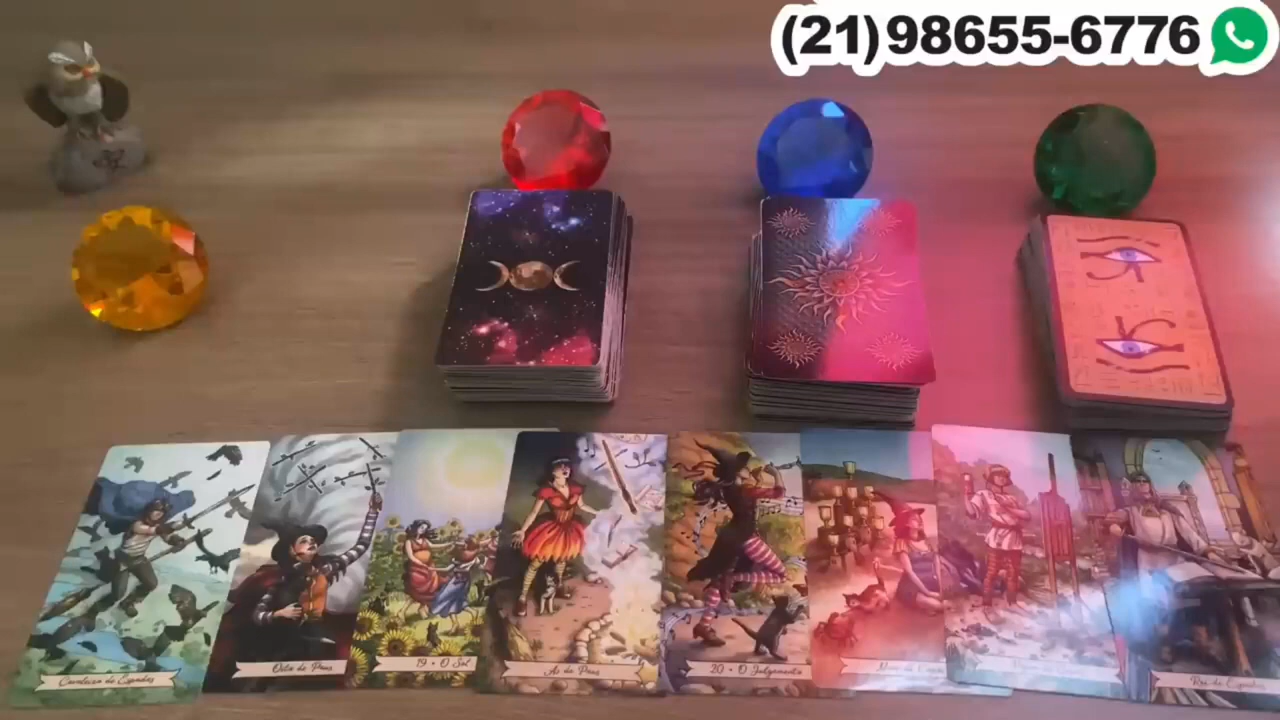 (21)98655-6776
Cavaleiro de Espadas
Oito de Paus
19 • O Sol
Ás de Paus
20 • O Julgamento
Rei de Espadas